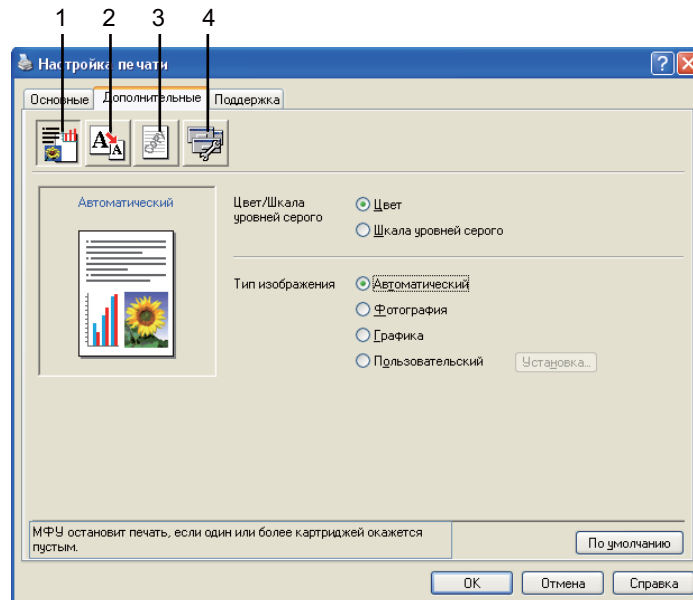 1 2 3 4
Настройка печати
Основные Дополнительные Поддержка
Автоматический
Цвет/Шкала
уровней серого
Цвет
Шкала уровней серого
Тип изображения
Автоматический
Фотография
Графика
Пользовательский Установка...
МФУ остановит печать, если один или более картриджей окажется
пустым.
По умолчанию
OK Отмена Справка